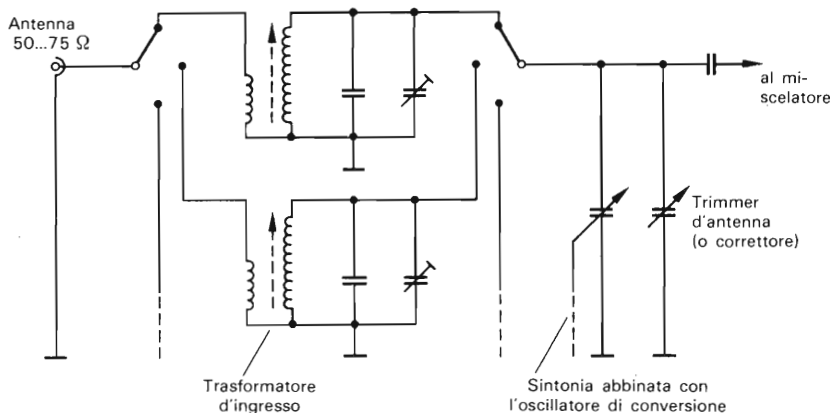 Antenna
50...75 Ω
al mi-
scelatore
Trimmer
d'antenna
(o correttore)
Trasformatore
d'ingresso
Sintonia abbinata con
l'oscillatore di conversione